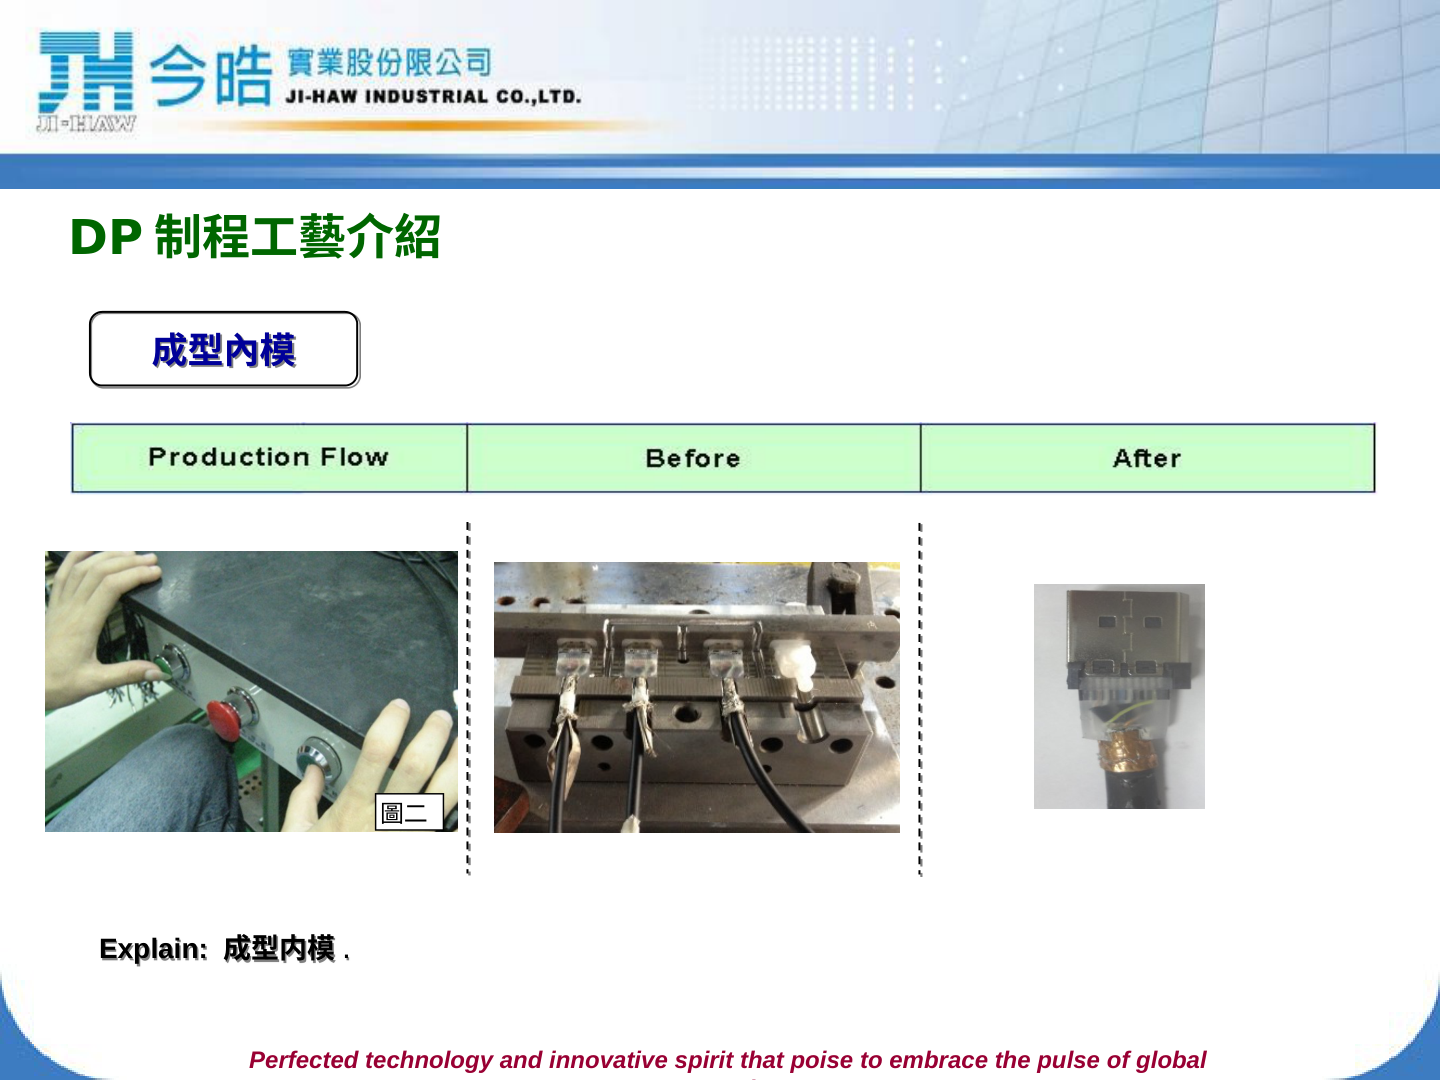 今皓 實業股份限公司
JI-HAW INDUSTRIAL CO.,LTD.
JI-HAW
DP 制程工藝介紹
成型內模
Production Flow
Before
After
圖二
Explain: 成型内模 .
Perfected technology and innovative spirit that poise to embrace the pulse of global